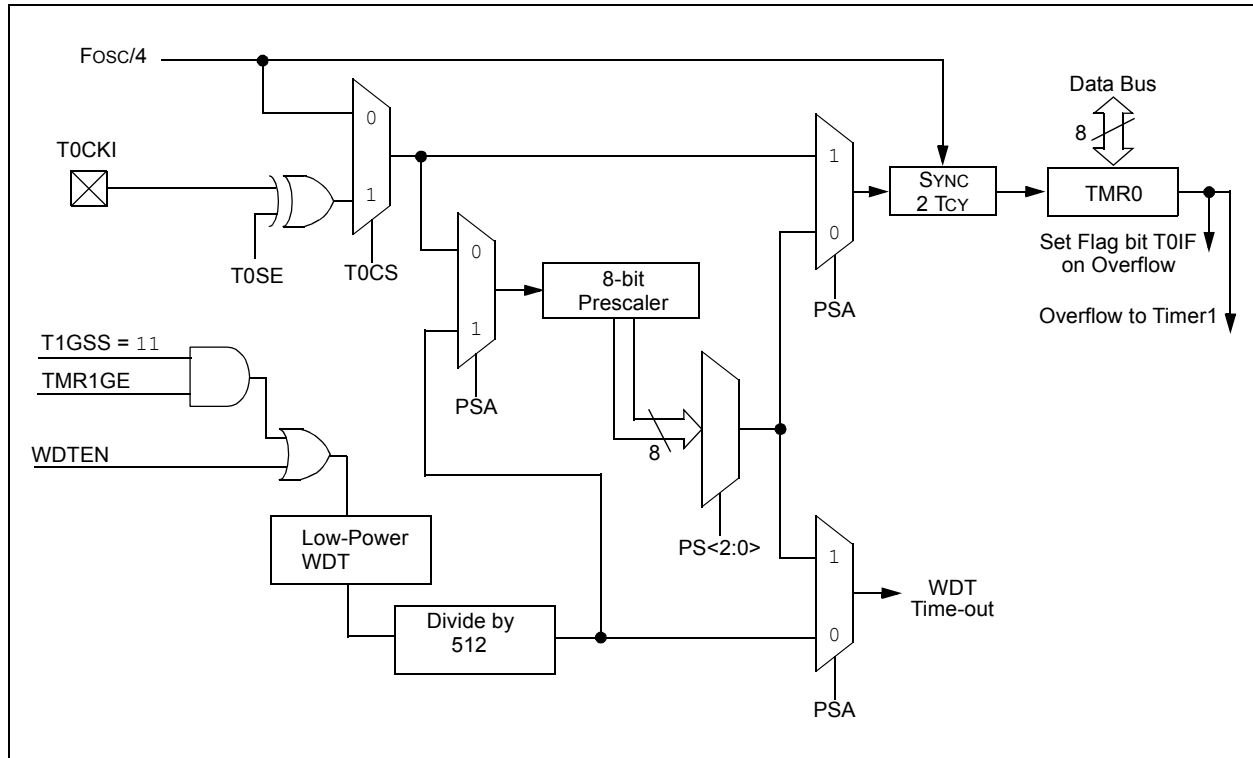 FOSC/4
Data Bus
8
0
T0CKI
1
1
SYNC
2 TCY
TMR0
0
0
T0SE
T0CS
8-bit
Prescaler
Set Flag bit T0IF
on Overflow
PSA
1
Overflow to Timer1
T1GSS = 11
TMR1GE
PSA
8
WDTEN
Low-Power
WDT
PS<2:0>
1
WDT
Time-out
Divide by
512
0
PSA